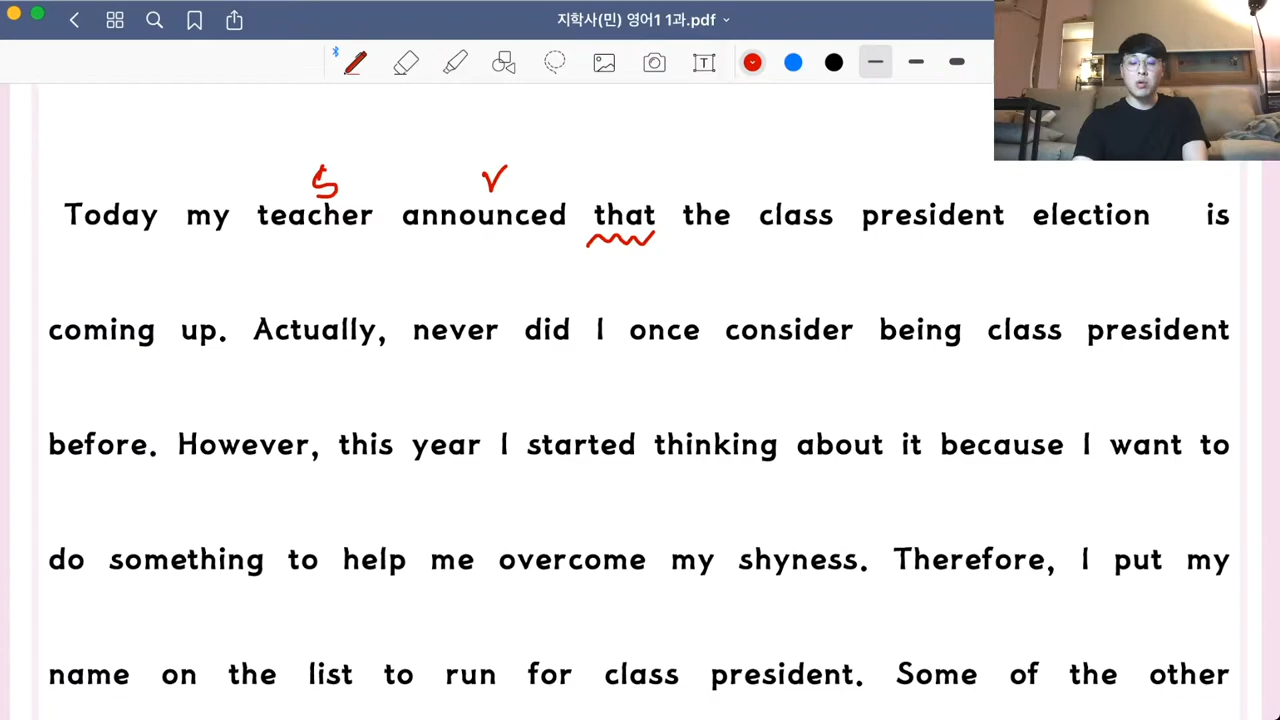 지학사(민) 영어1 1과.pdf
T
S V
Today my teacher announced that the class president election is
coming up. Actually, never did I once consider being class president
before. However, this year I started thinking about it because I want to
do something to help me overcome my shyness. Therefore, I put my
name on the list to run for class president. Some of the other